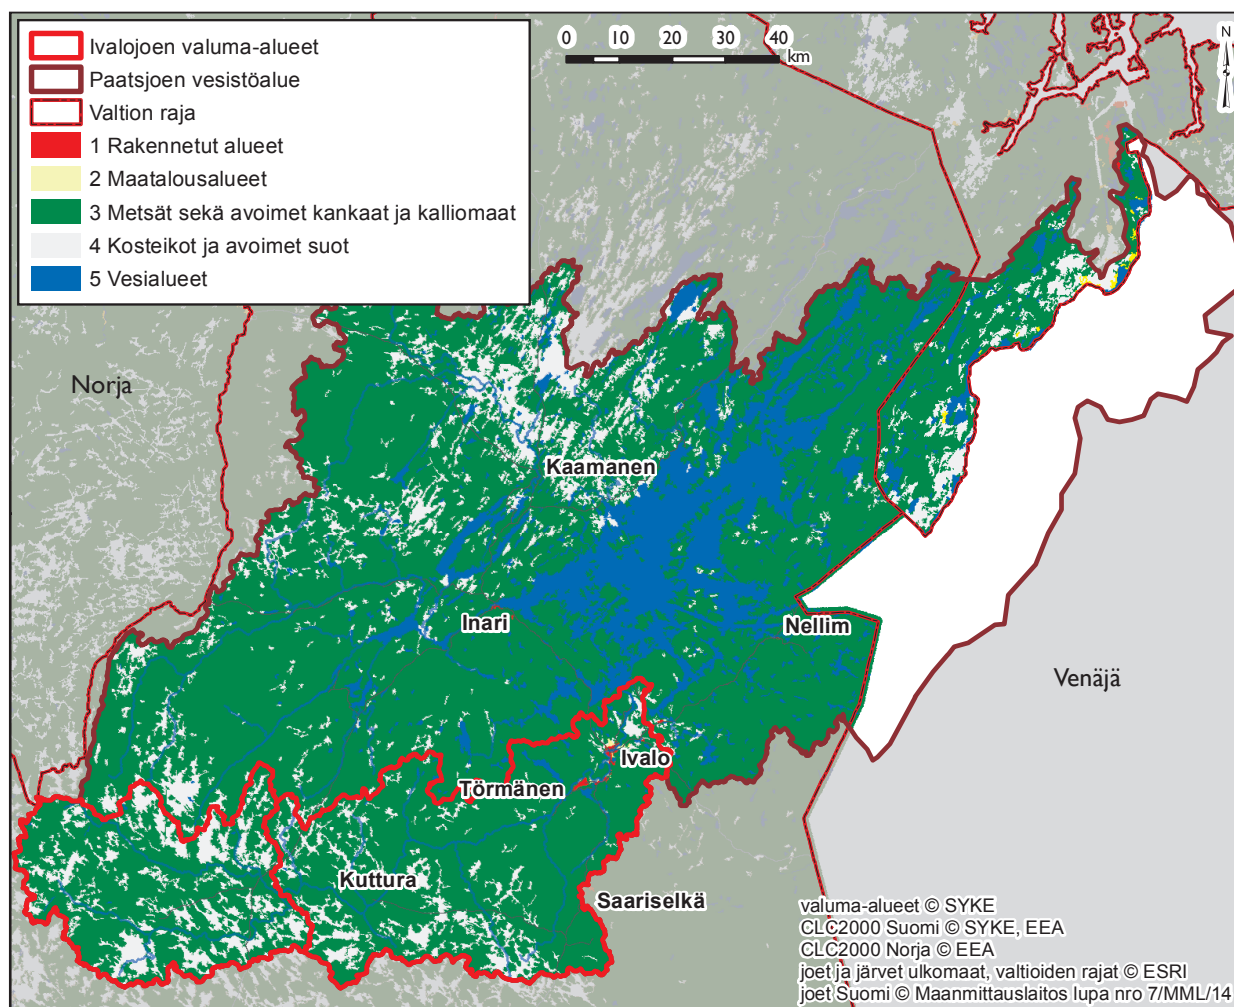 Ivalojoen valuma-alueet
Paatsjoen vesistöalue
Valtion raja
1 Rakennetut alueet
2 Maatalousalueet
3 Metsät sekä avoimet kankaat ja kalliomaat
4 Kosteikot ja avoimet suot
5 Vesialueet
0 10 20 30 40
km
N
Norja
Kaamanen
Inari
Nellim
Venäjä
Ivalo
Törmänen
Kuttura
Saariselkä
valuma-alueet © SYKE
CLC2000 Suomi © SYKE, EEA
CLC2000 Norja © EEA
joet ja järvet ulkomaat, valtioiden rajat © ESRI
joet Suomi © Maanmittauslaitos lupa nro 7/MML/14